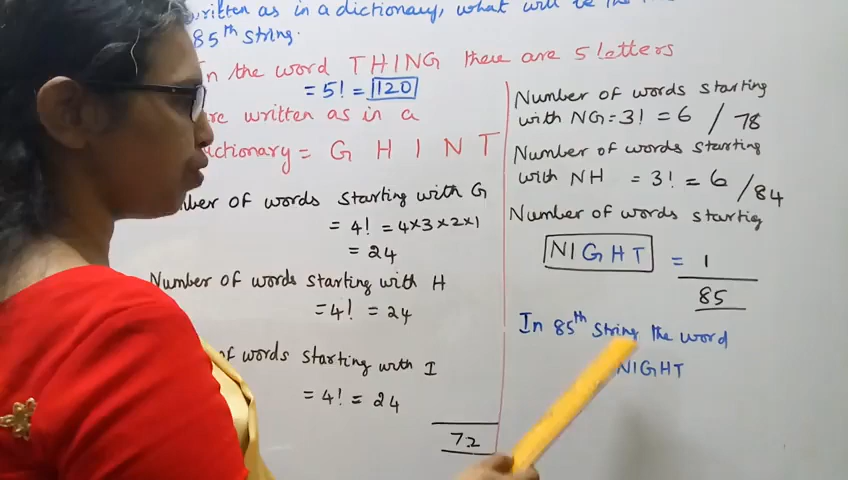 written as in a dictionary, what will be the
85th string.
In the word THING there are 5 letters
= 5! = 120
are written as in a
dictionary = G H I N T
Number of words starting with G
= 4! = 4×3×2×1
= 24
Number of words starting with H
= 4! = 24
of words starting with I
= 4! = 24
72
Number of words starting
with NG = 3! = 6 / 78
Number of words starting
with NH = 3! = 6 / 84
Number of words startig
NIGHT = 1
85
In 85th string the word
NIGHT